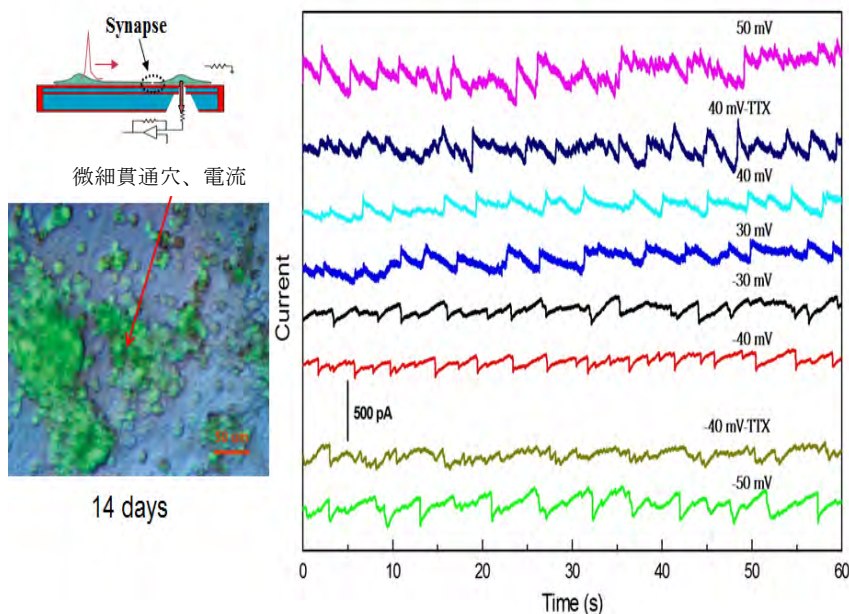 Synapse
微細貫通穴、電流
50 um
14 days
50 mV
40 mV-TTX
40 mV
30 mV
-30 mV
-40 mV
500 pA
-40 mV-TTX
-50 mV
Current
0 10 20 30 40 50 60
Time (s)